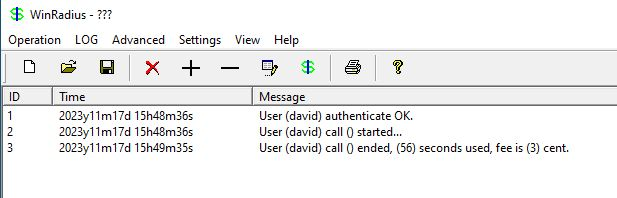 WinRadius - ???
Operation LOG Advanced Settings View Help
ID Time Message
1 2023y11m17d 15h48m36s User (david) authenticate OK.
2 2023y11m17d 15h48m36s User (david) call () started...
3 2023y11m17d 15h49m35s User (david) call () ended, (56) seconds used, fee is (3) cent.